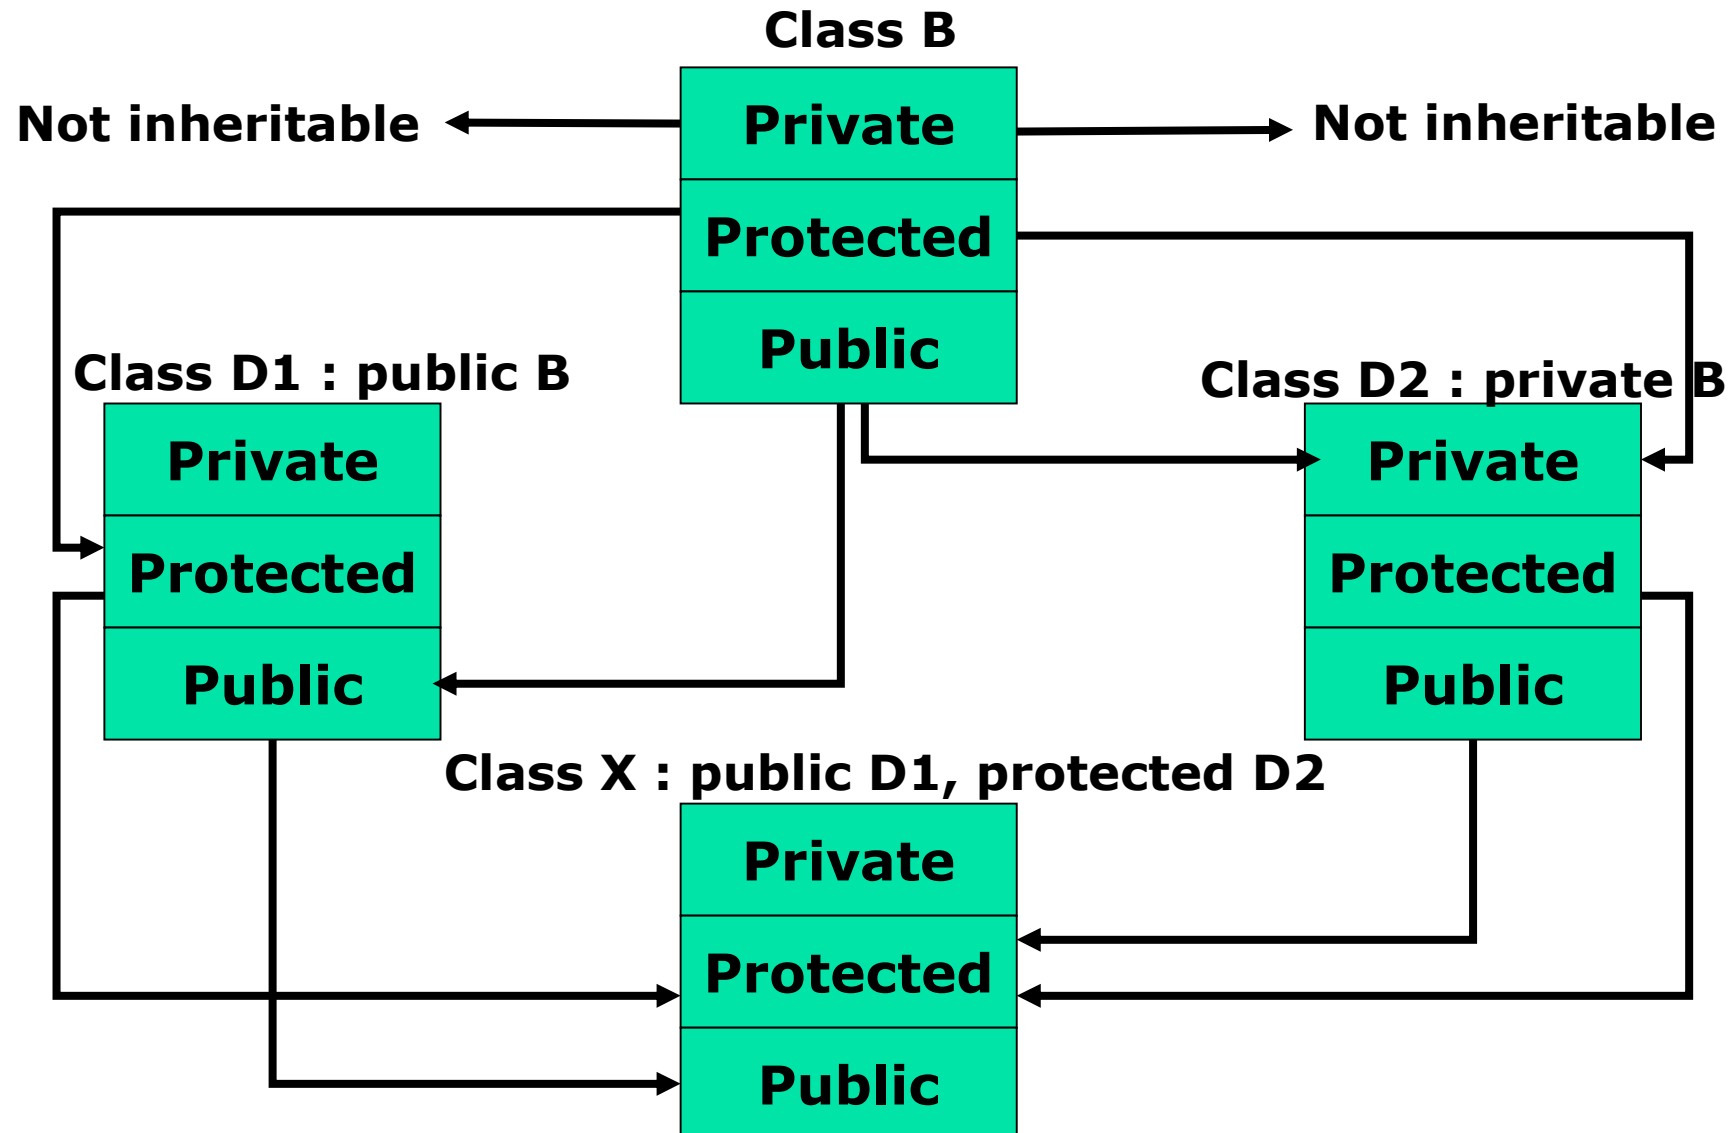 Class B
Not inheritable
Private
Not inheritable
Protected
Public
Class D1 : public B
Class D2 : private B
Private
Private
Protected
Protected
Public
Public
Class X : public D1, protected D2
Private
Protected
Public